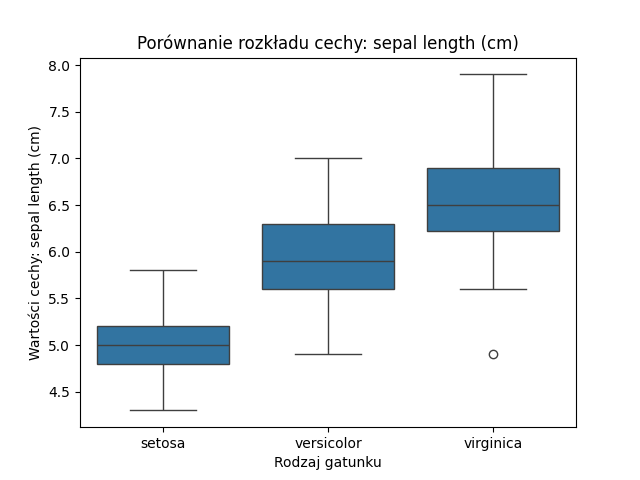 Porównanie rozkładu cechy: sepal length (cm)
Wartości cechy: sepal length (cm)
8.0
7.5
7.0
6.5
6.0
5.5
5.0
4.5
setosa versicolor virginica
Rodzaj gatunku